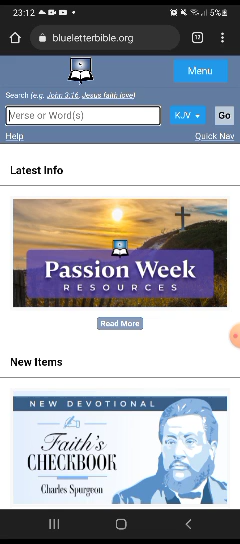 23:12
5%
blueletterbible.org
12
Menu
Search (e.g. John 3:16, Jesus faith love)
Verse or Word(s)
KJV
Go
Help
Quick Nav
Latest Info
Passion Week
RESOURCES
Read More
New Items
NEW DEVOTIONAL
Faith's
CHECKBOOK
Charles Spurgeon